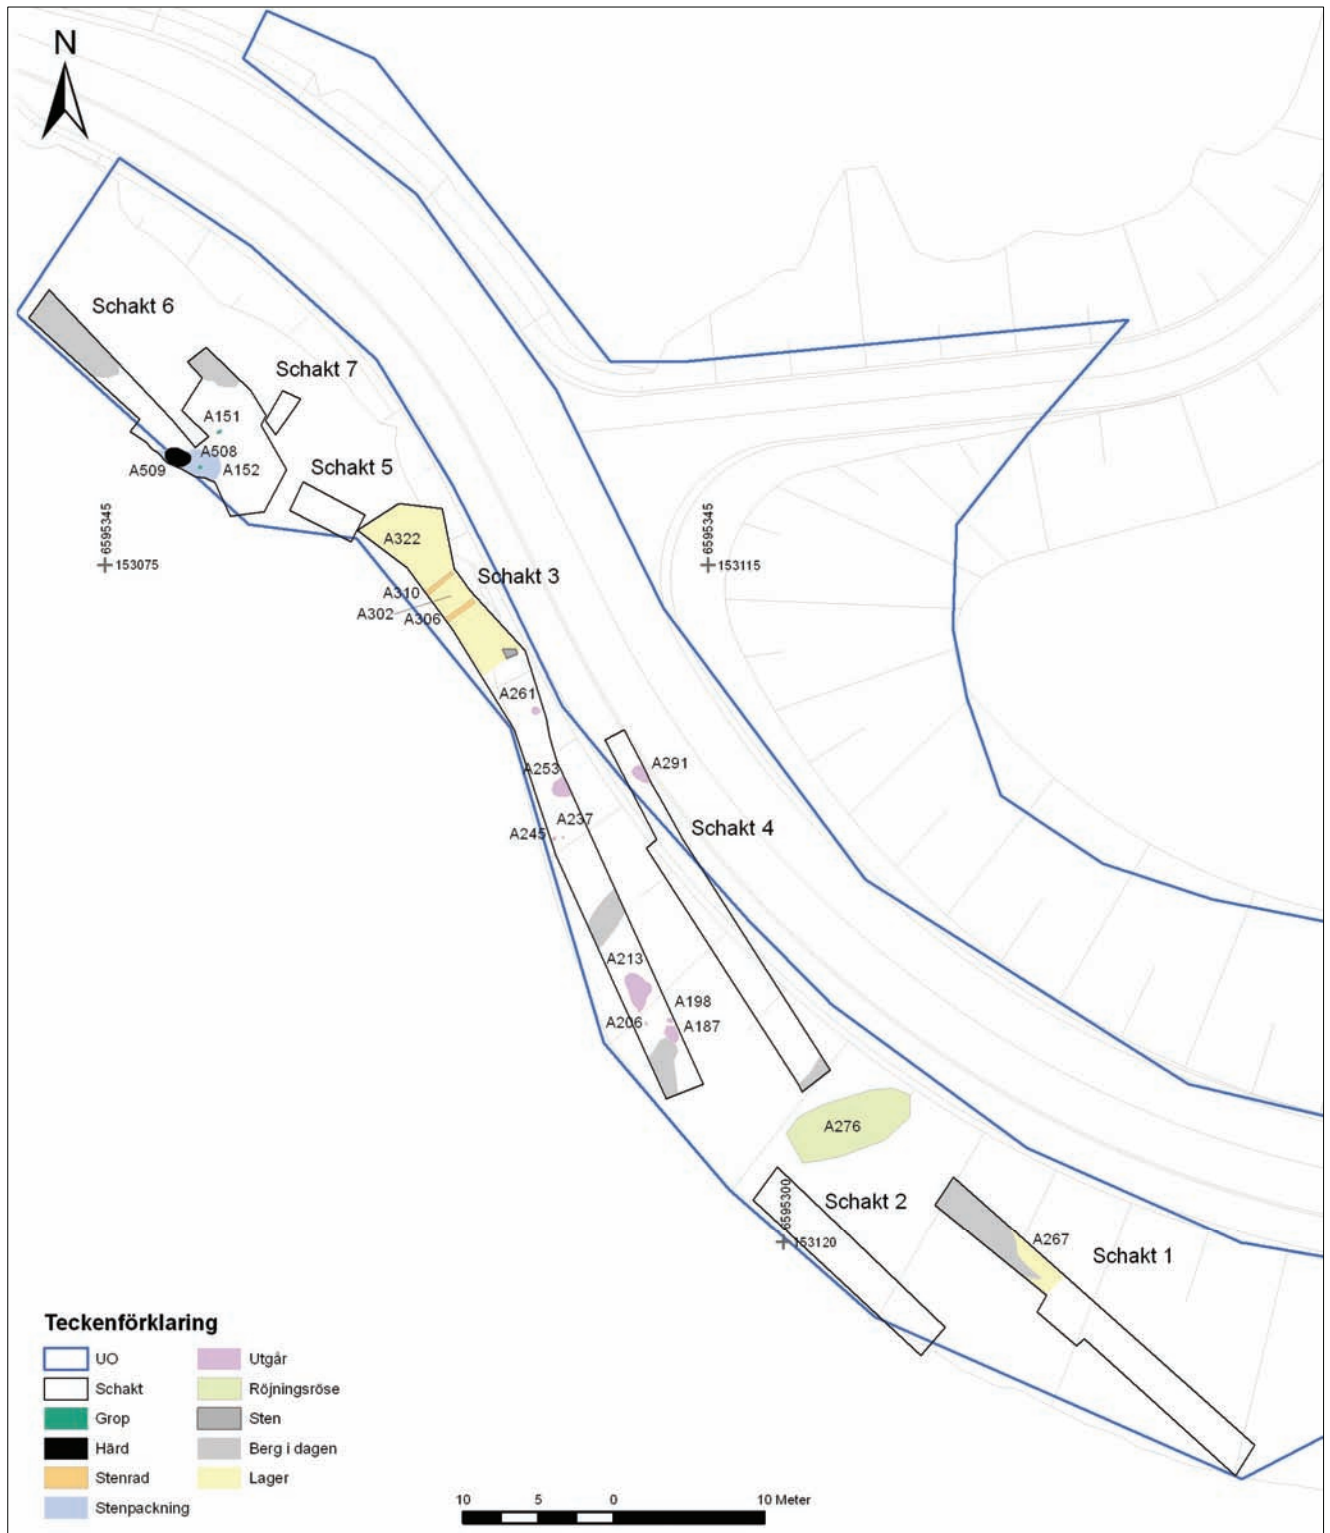 N
Schakt 6
Schakt 7
A151
A508
A509
A152
Schakt 5
6595345
153075
6595345
153115
A322
Schakt 3
A310
A302
A306
A261
A291
A253
A237
A245
Schakt 4
A213
A198
A206
A187
A276
Schakt 2
6595300
153120
A267
Schakt 1
Teckenförklaring
UO
Schakt
Grop
Härd
Stenrad
Stenpackning
Utgår
Röjningsröse
Sten
Berg i dagen
Lager
10 5 0 10 Meter